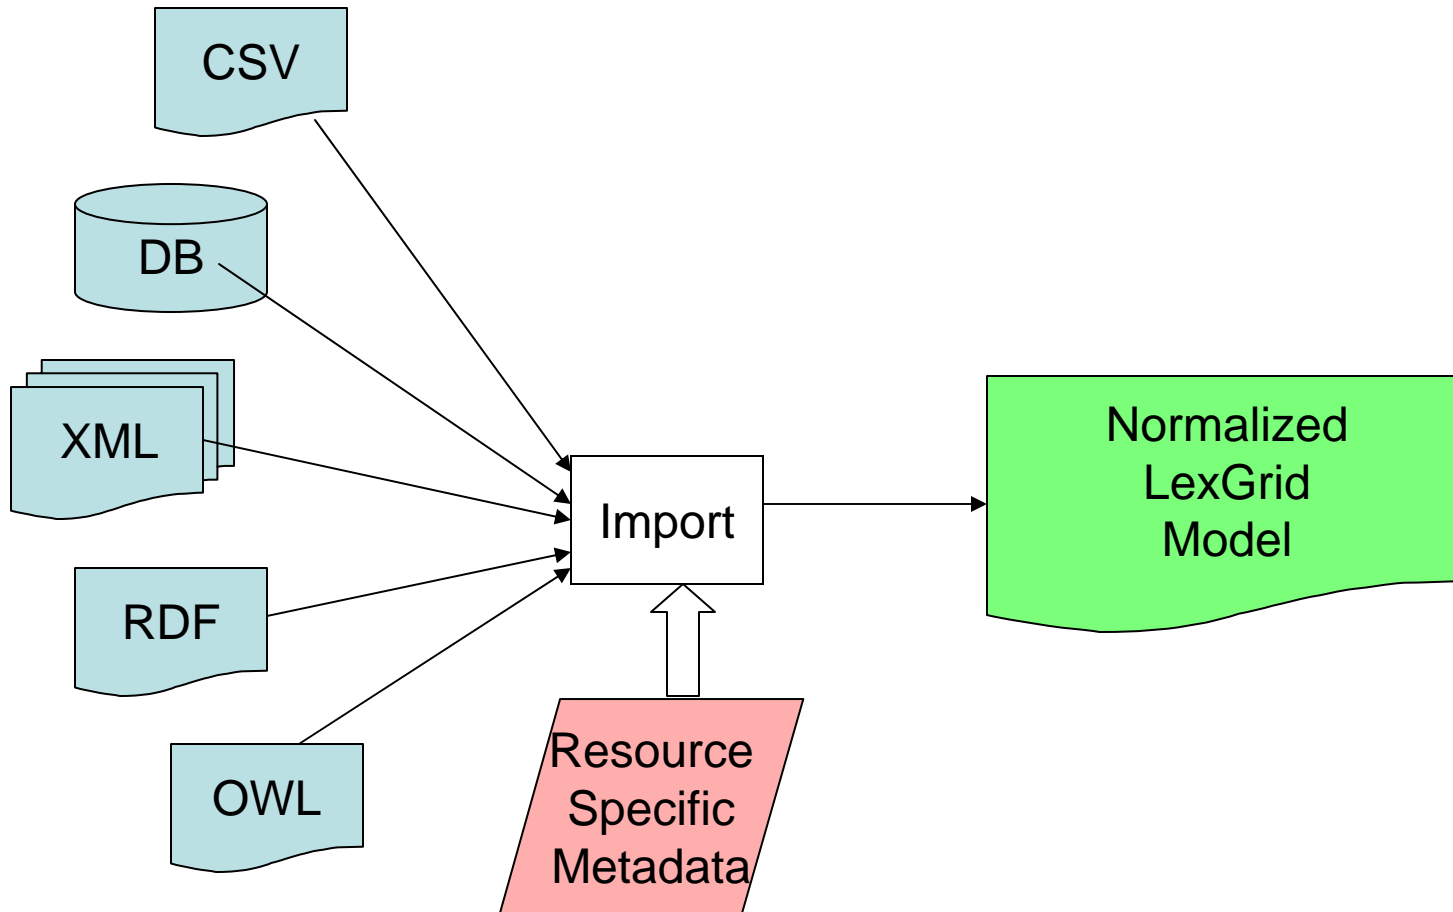 CSV
DB
XML
RDF
OWL
Import
Resource
Specific
Metadata
Normalized
LexGrid
Model